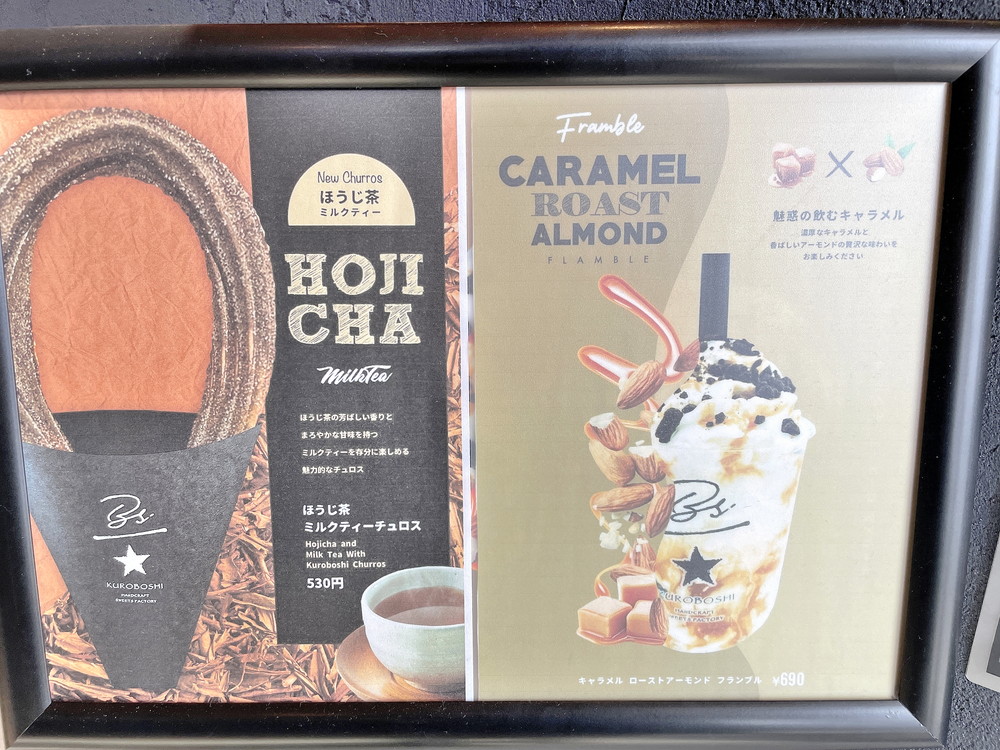 New Churros
ほうじ茶
ミルクティー
HOJI
CHA
MilkTea
ほうじ茶の芳ばしい香りと
まろやかな甘味を持つ
ミルクティーを存分に楽しめる
魅力的なチュロス
ほうじ茶
ミルクティーチュロス
Hojicha and
Milk Tea With
Kuroboshi Churros
530円
Bs.
KUROBOSHI
HANDCRAFT
SWEET&FACTORY
Framble
CARAMEL
ROAST
ALMOND
FLAMBLE
魅惑の飲むキャラメル
濃厚なキャラメルと
香ばしいアーモンドの贅沢な味わいを
お楽しみください
Bs.
KUROBOSHI
HANDCRAFT
SWEET&FACTORY
キャラメル ローストアーモンド フランブル ¥690